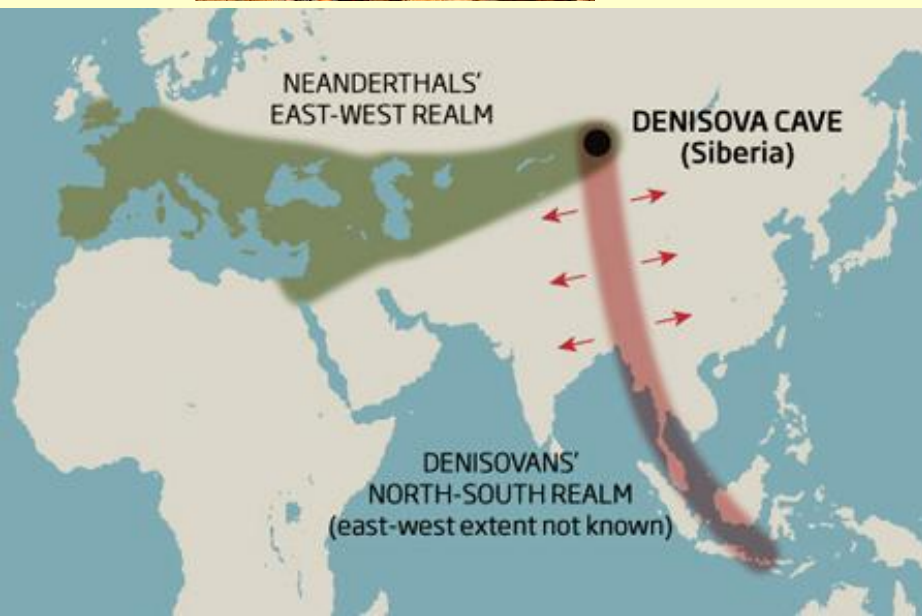 NEANDERTHALS'
EAST-WEST REALM
DENISOVA CAVE
(Siberia)
DENISOVANS'
NORTH-SOUTH REALM
(east-west extent not known)